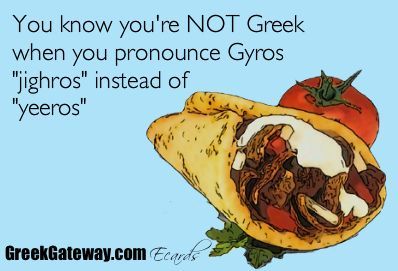 You know you're NOT Greek
when you pronounce Gyros
"jighros" instead of
"yeeros"
GreekGateway.com Ecards